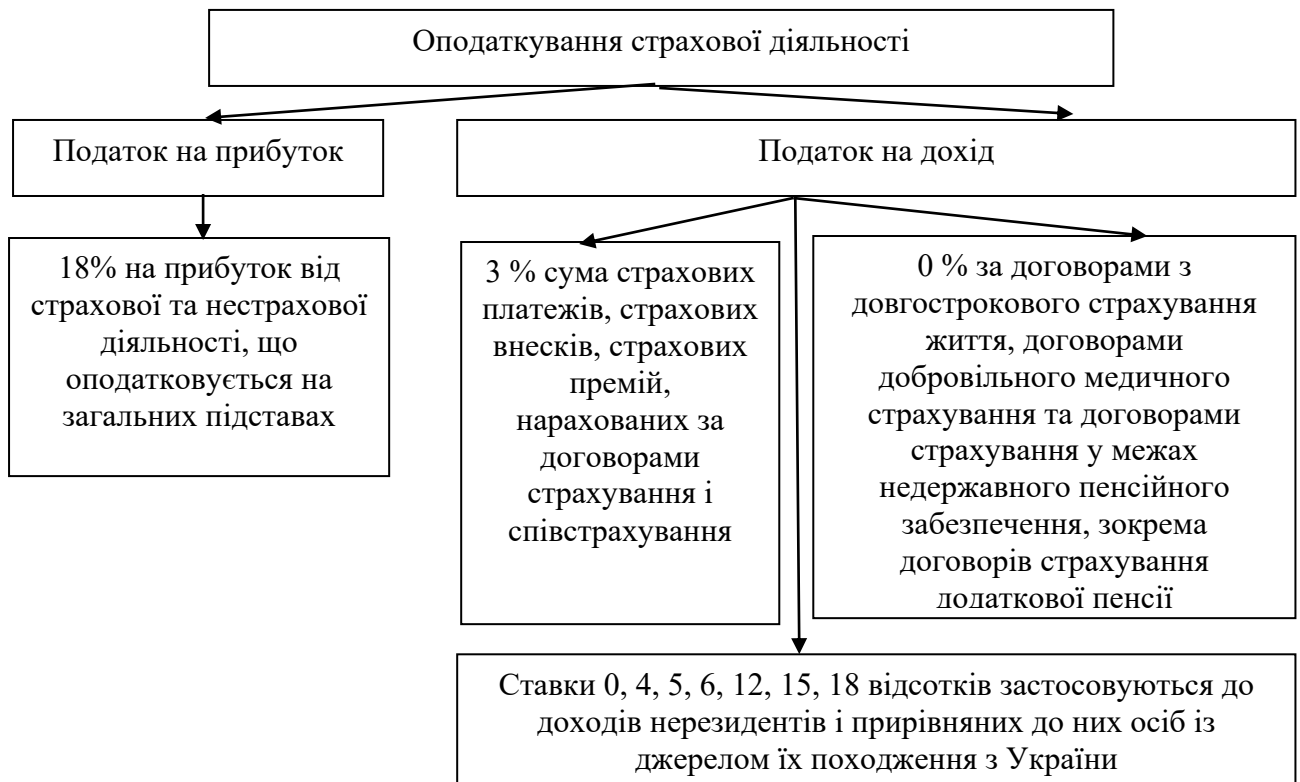 Оподаткування страхової діяльності
Податок на прибуток
Податок на дохід
18% на прибуток від
страхової та нестрахової
діяльності, що
оподатковується на
загальних підставах
3 % сума страхових
платежів, страхових
внесків, страхових
премій,
нарахованих за
договорами
страхування і
співстрахування
0 % за договорами з
довгострокового страхування
життя, договорами
добровільного медичного
страхування та договорами
страхування у межах
недержавного пенсійного
забезпечення, зокрема
договорів страхування
додаткової пенсії
Ставки 0, 4, 5, 6, 12, 15, 18 відсотків застосовуються до
доходів нерезидентів і прирівняних до них осіб із
джерелом їх походження з України